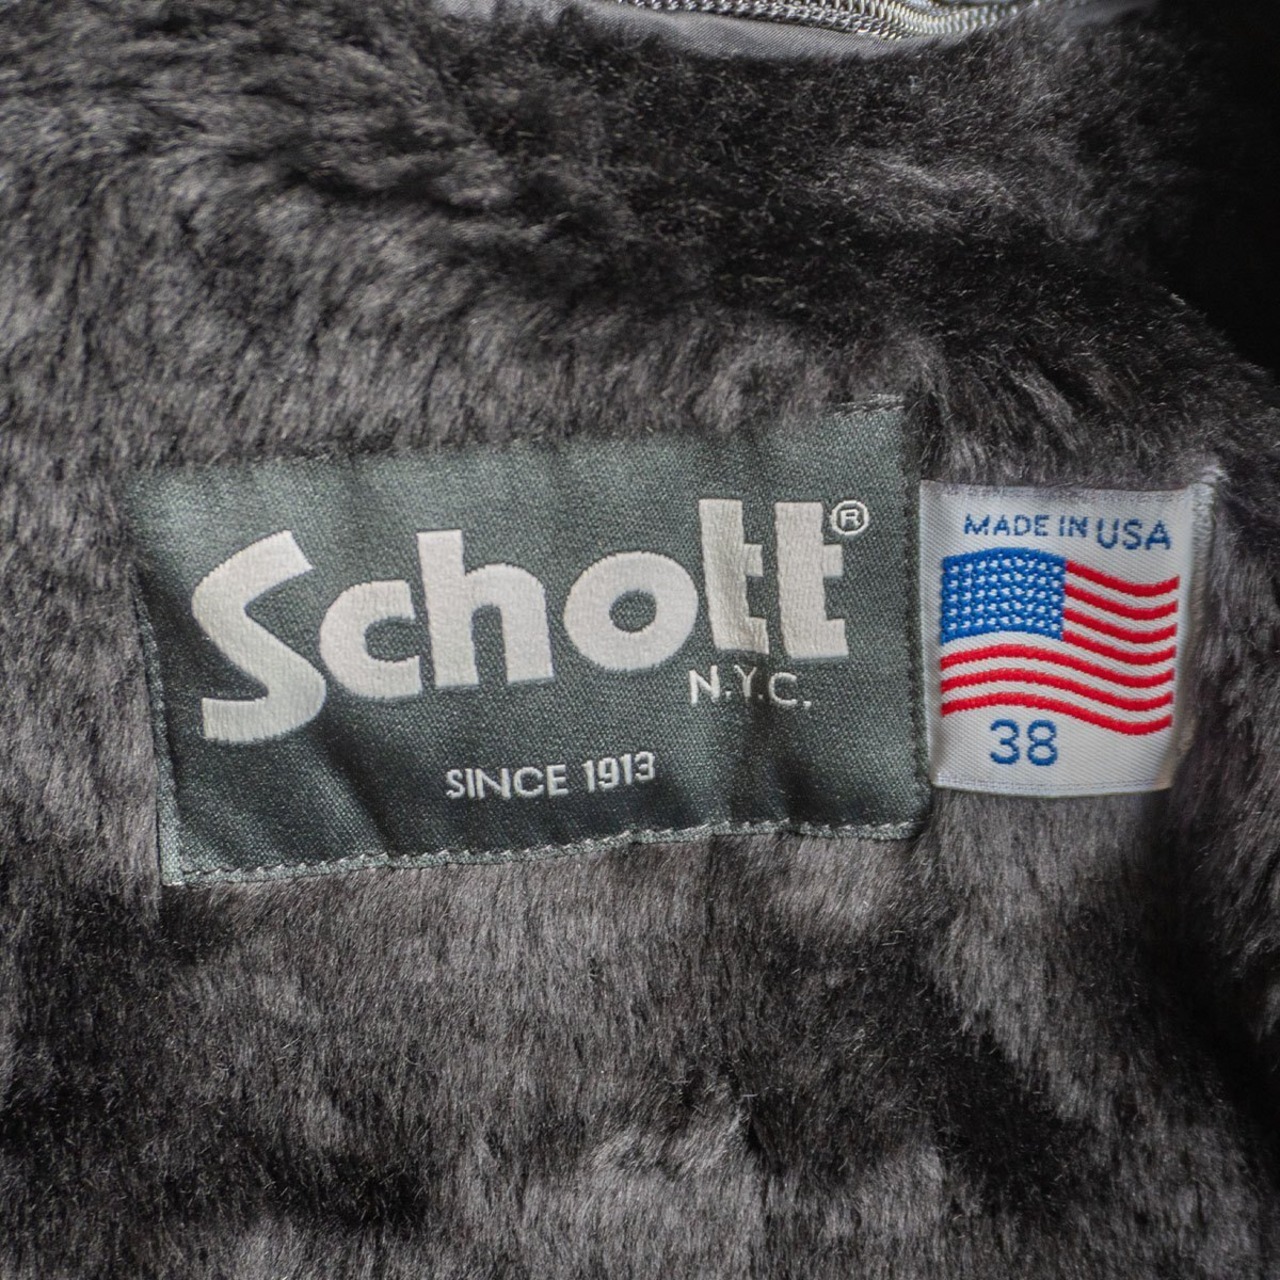 Schott®
N.Y.C.
SINCE 1913
MADE IN USA
38